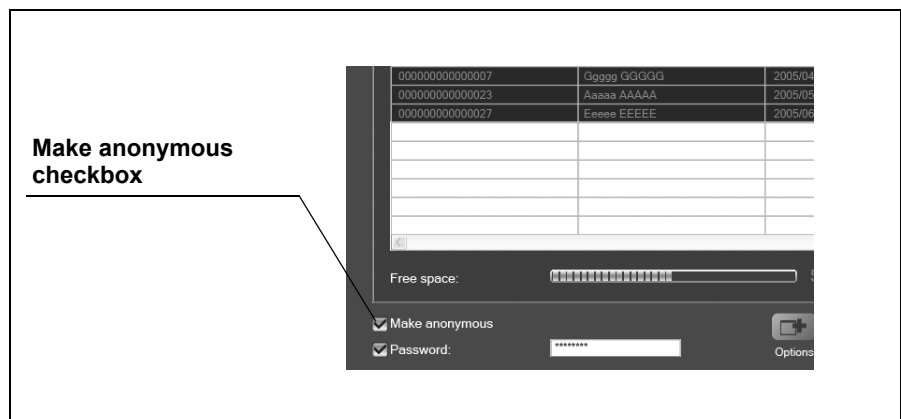 000000000000007 Ggggg GGGGG 2005/04
000000000000023 Aaaaa AAAAA 2005/05
000000000000027 Eeeee EEEEE 2005/06
Make anonymous
checkbox
Free space:
Make anonymous
Password: ********
Options